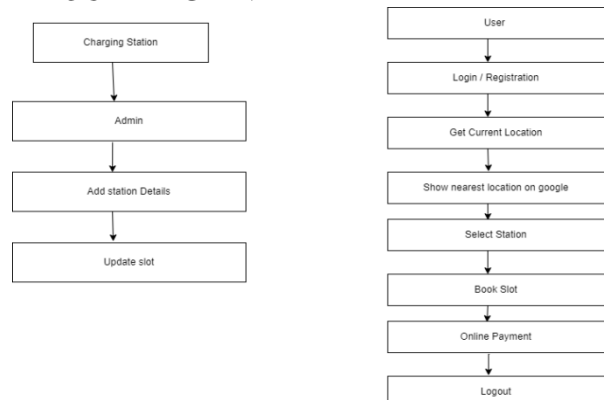 Charging Station
Admin
Add station Details
Update slot
User
Login / Registration
Get Current Location
Show nearest location on google
Select Station
Book Slot
Online Payment
Logout